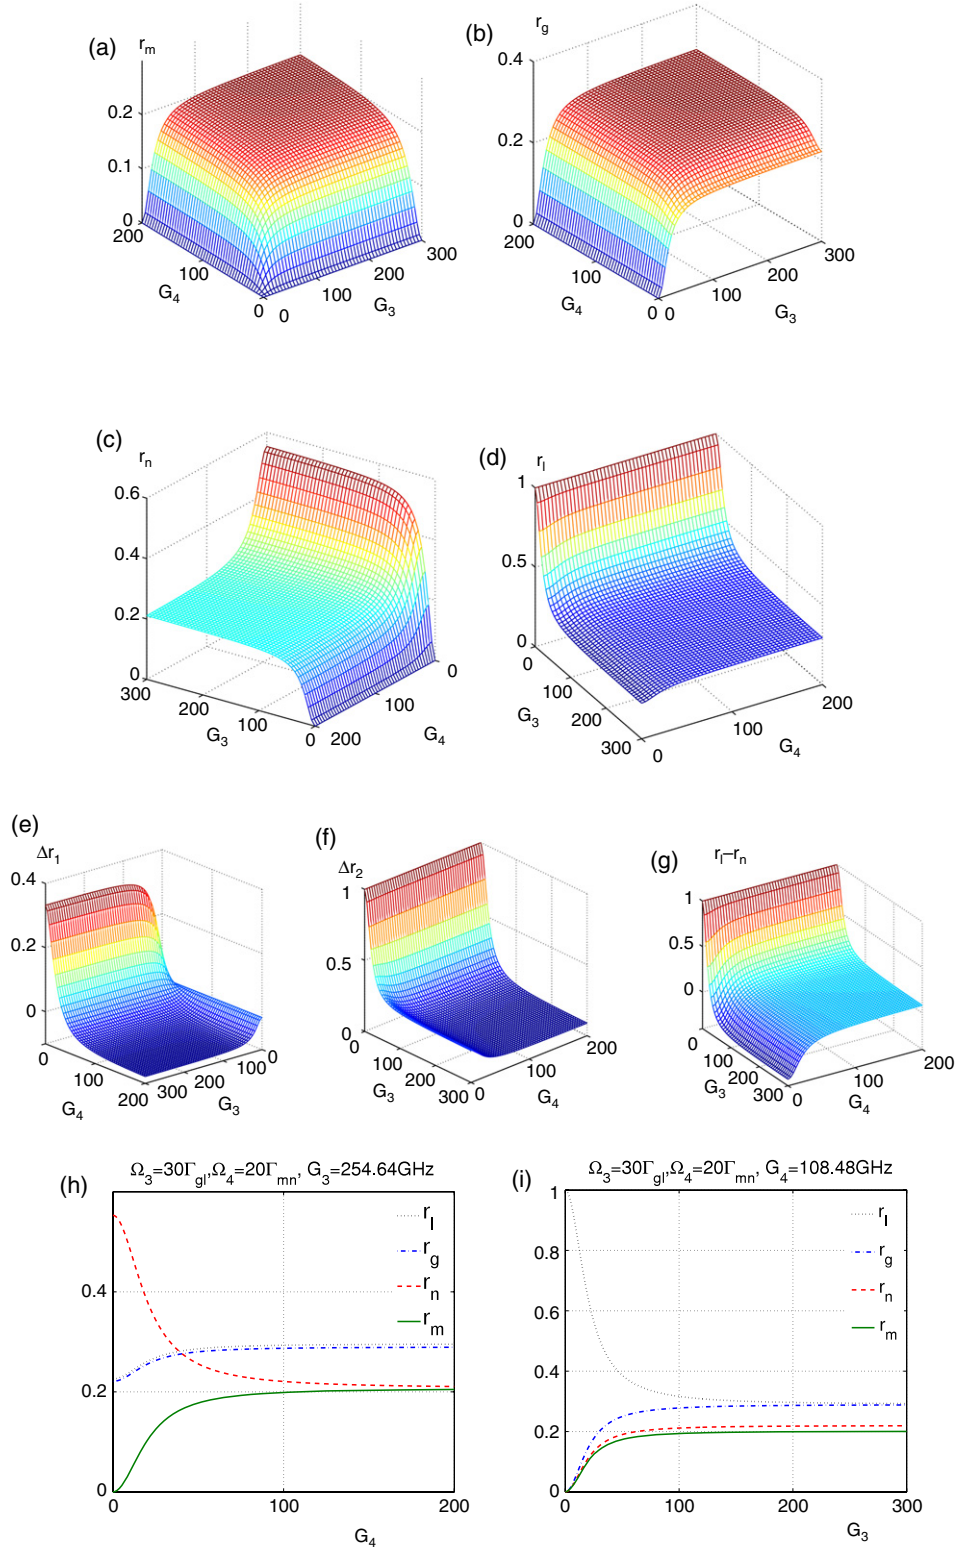 (a)
r_m
0.2
0.1
0
200
100
0
G_4
0
100
200
300
G_3
(b)
r_g
0.4
0.2
0
200
100
0
G_4
0
100
200
300
G_3
(c)
r_n
0.6
0.4
0.2
0
300
200
100
0
G_3
200
100
0
G_4
(d)
r_l
1
0.5
0
0
100
200
300
G_3
0
100
200
G_4
(e)
Δr_1
0.4
0.2
0
0
100
200
G_4
300
200
100
0
G_3
(f)
Δr_2
1
0.5
0
0
100
200
300
G_3
0
100
200
G_4
(g)
r_l–r_n
1
0.5
0
0
100
200
300
G_3
0
100
200
G_4
(h)
Ω_3=30Γ_gl,Ω_4=20Γ_mn, G_3=254.64GHz
r_l
r_g
r_n
r_m
0.4
0.2
0
0
100
200
G_4
(i)
Ω_3=30Γ_gl,Ω_4=20Γ_mn, G_4=108.48GHz
r_l
r_g
r_n
r_m
1
0.8
0.6
0.4
0.2
0
0
100
200
300
G_3